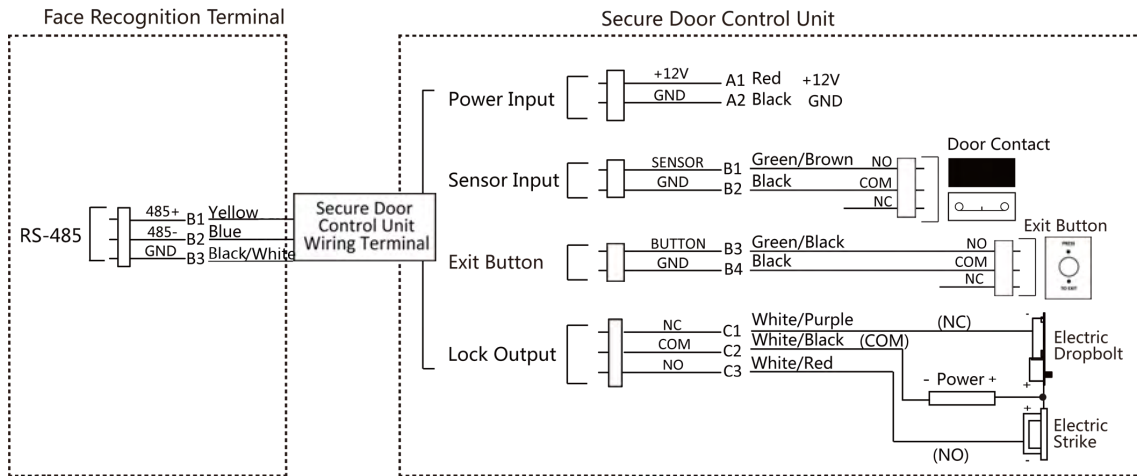 Face Recognition Terminal
Secure Door Control Unit
RS-485
485+ B1 Yellow
485- B2 Blue
GND B3 Black/White
Secure Door
Control Unit
Wiring Terminal
Power Input
+12V A1 Red +12V
GND A2 Black GND
Sensor Input
SENSOR B1 Green/Brown NO
GND B2 Black COM
NC
Door Contact
Exit Button
BUTTON B3 Green/Black NO
GND B4 Black COM
NC
Exit Button
PRESS
TO EXIT
Lock Output
NC C1 White/Purple (NC)
COM C2 White/Black (COM)
NO C3 White/Red
-
Electric
Dropbolt
+
- Power +
+
Electric
Strike
-
(NO)